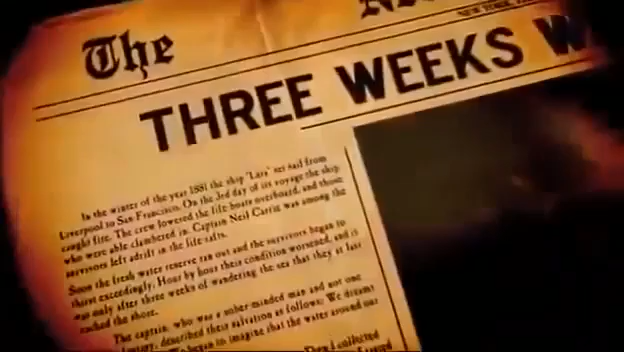 The
NEW YORK,
THREE WEEKS W
In the winter of the year 1881 the ship "Lara" set sail from
Liverpool to San Francisco. On the 3rd day of its voyage the ship
caught fire. The crew lowered the life boats overboard, and those
who were able clambered in. Captain Neil Carrie was among the
survivors left adrift in the life rafts.
Soon the fresh water reserve ran out and the survivors began to
thirst exceedingly. Hour by hour their condition worsened, and it
was only after three weeks of wandering the sea that they at last
reached the shore.
The captain, who was a sober-minded man and not one
described their salvation as follows: We dreamt
began to imagine that the water around our
Then I collected